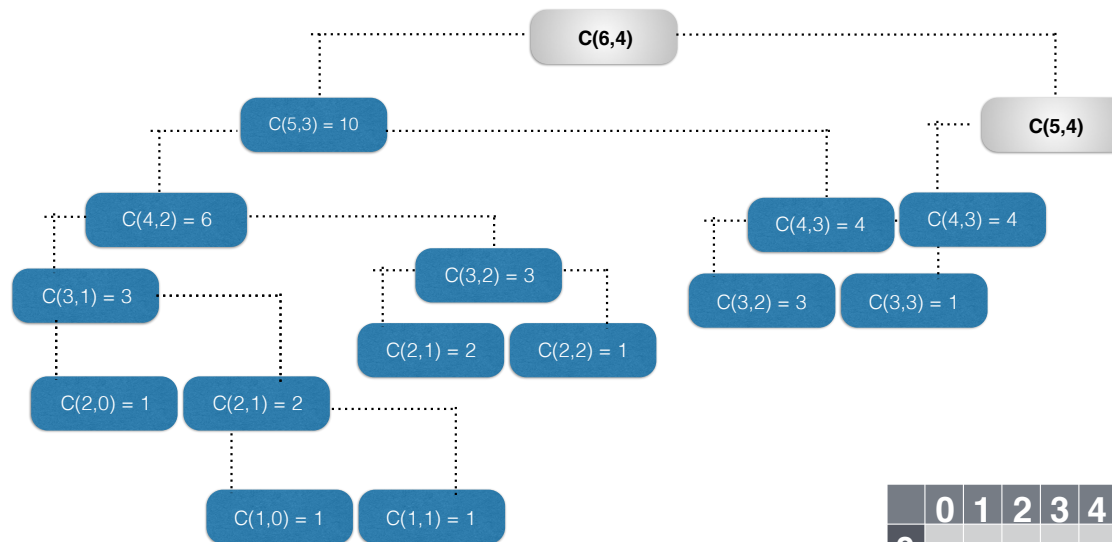 C(6,4)
C(5,3) = 10
C(5,4)
C(4,2) = 6
C(4,3) = 4
C(4,3) = 4
C(3,1) = 3
C(3,2) = 3
C(3,2) = 3
C(3,3) = 1
C(2,1) = 2
C(2,2) = 1
C(2,0) = 1
C(2,1) = 2
C(1,0) = 1
C(1,1) = 1
0 1 2 3 4